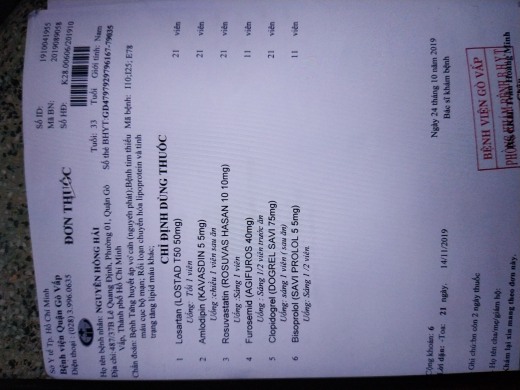 Sở Y tế Tp. Hồ Chí Minh
Bệnh viện Quận Gò Vấp
Điện thoại : (028) 3.996.0635
ĐƠN THUỐC
Số ID: 1910041955
Mã BN: 2019089058
Số HĐ: K28.00606/201910
Họ tên bệnh nhân: NGUYỄN HỒNG HẢI Tuổi: 33 Tuổi Giới tính: Nam
Địa chỉ:487/37B Lê Quang Định, Phường 01, Quận Gò Vấp, Thành phố Hồ Chí Minh
Số thẻ BHYT:GD4797929796167-79035
Chẩn đoán: Bệnh Tăng huyết áp vô căn (nguyên phát);Bệnh tim thiếu máu cục bộ mạn; Rối loạn chuyển hóa lipoprotein và tình trạng tăng lipid máu khác;
Mã bệnh: I10;I25; E78
CHỈ ĐỊNH DÙNG THUỐC
1 Losartan (LOSTAD T50 50mg) 21 viên
Uống: Tối 1 viên
2 Amlodipin (KAVASDIN 5 5mg) 21 viên
Uống :chiều 1 viên sau ăn
3 Rosuvastatin (ROSUVAS HASAN 10 10mg) 21 viên
Uống :Sáng 1 viên
4 Furosemid (AGIFUROS 40mg) 11 viên
Uống : Sáng 1/2 viên trước ăn
5 Clopidogrel (DOGREL SAVI 75mg) 21 viên
Uống: sáng 1 viên ( sau ăn)
6 Bisoprolol (SAVI PROLOL 5 5mg) 11 viên
Uống: Sáng 1 /2 viên.
Cộng khoản: 6
Lời dặn: -Toa: 21 ngày. 14/11/2019
Ngày 24 tháng 10 năm 2019
Bác sĩ khám bệnh
Ghi chú:bn còn 2 ngày thuốc
- Họ tên cha/mẹ/giám hộ:
Khám lại xin mang theo đơn này.
BỆNH VIỆN GÒ VẤP
PHÒNG KHÁM BỆNH B.H.Y.T
Trần Hoàng Minh